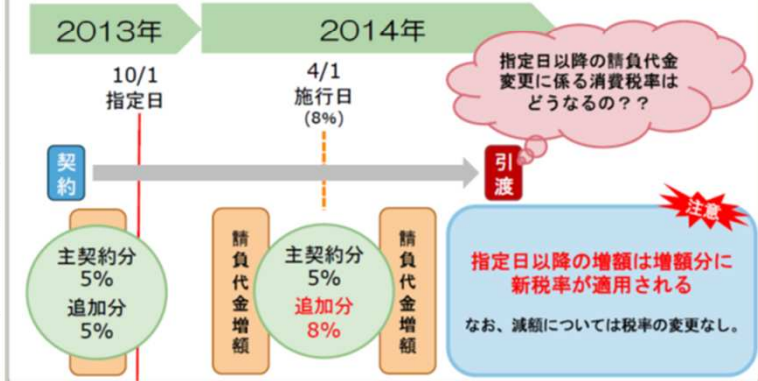 2013年
2014年
10/1
指定日
4/1
施行日
(8%)
指定日以降の請負代金
変更に係る消費税率は
どうなるの??
契約
引渡
主契約分
5%
追加分
5%
請負代金増額
主契約分
5%
追加分
8%
請負代金増額
注意
指定日以降の増額は増額分に
新税率が適用される
なお、減額については税率の変更なし。